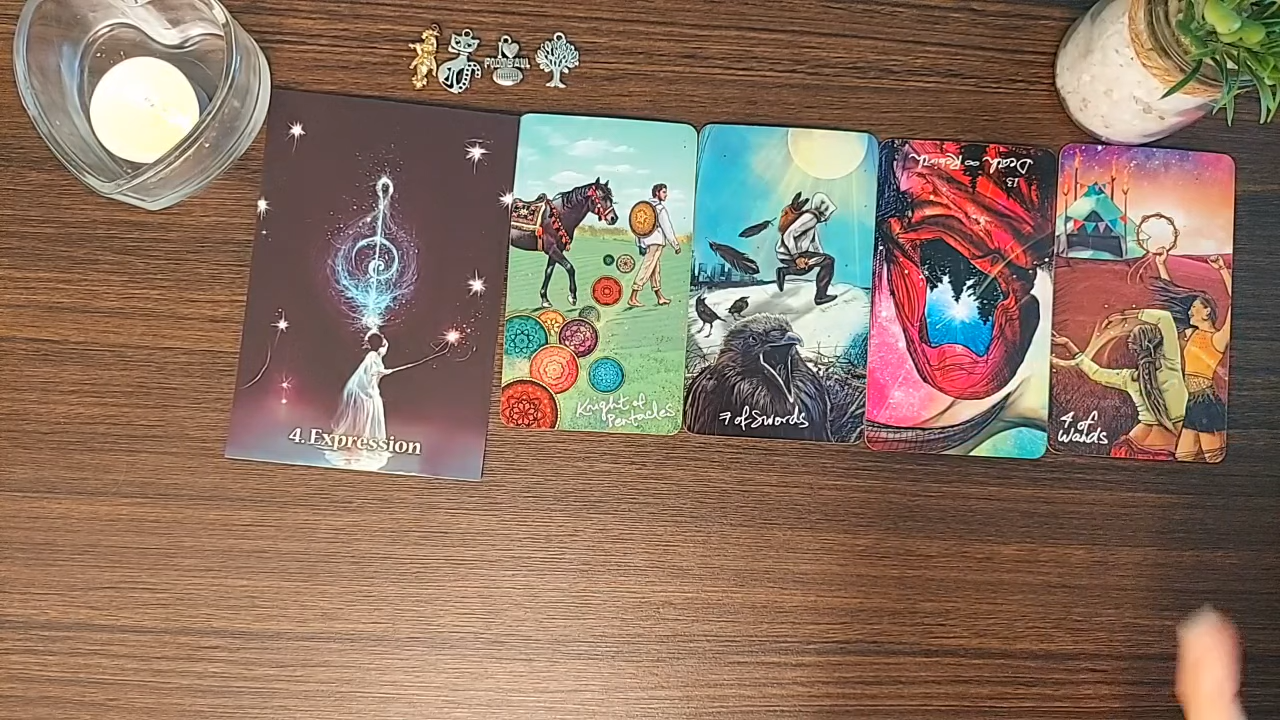 FOOTBALL
4. Expression
Knight of
Pentacles
7 of Swords
13
Death ∞ Rebirth
4 of
Wands